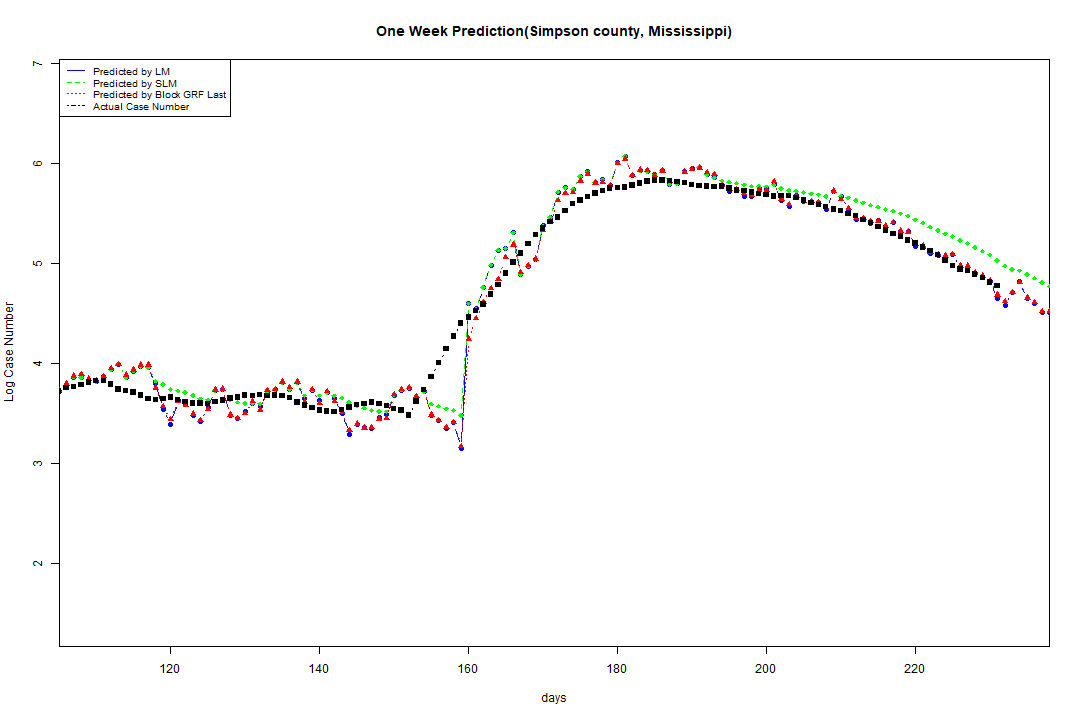 One Week Prediction(Simpson county, Mississippi)
Predicted by LM
Predicted by SLM
Predicted by Block GRF Last
Actual Case Number
7
6
5
4
3
2
Log Case Number
120 140 160 180 200 220
days